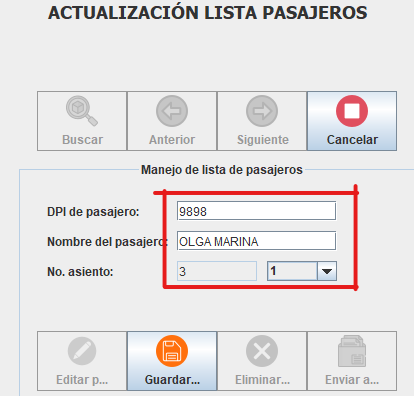 ACTUALIZACIÓN LISTA PASAJEROS
Buscar Anterior Siguiente Cancelar
Manejo de lista de pasajeros
DPI de pasajero: 9898
Nombre del pasajero: OLGA MARINA
No. asiento: 3 1
Editar p... Guardar... Eliminar... Enviar a...